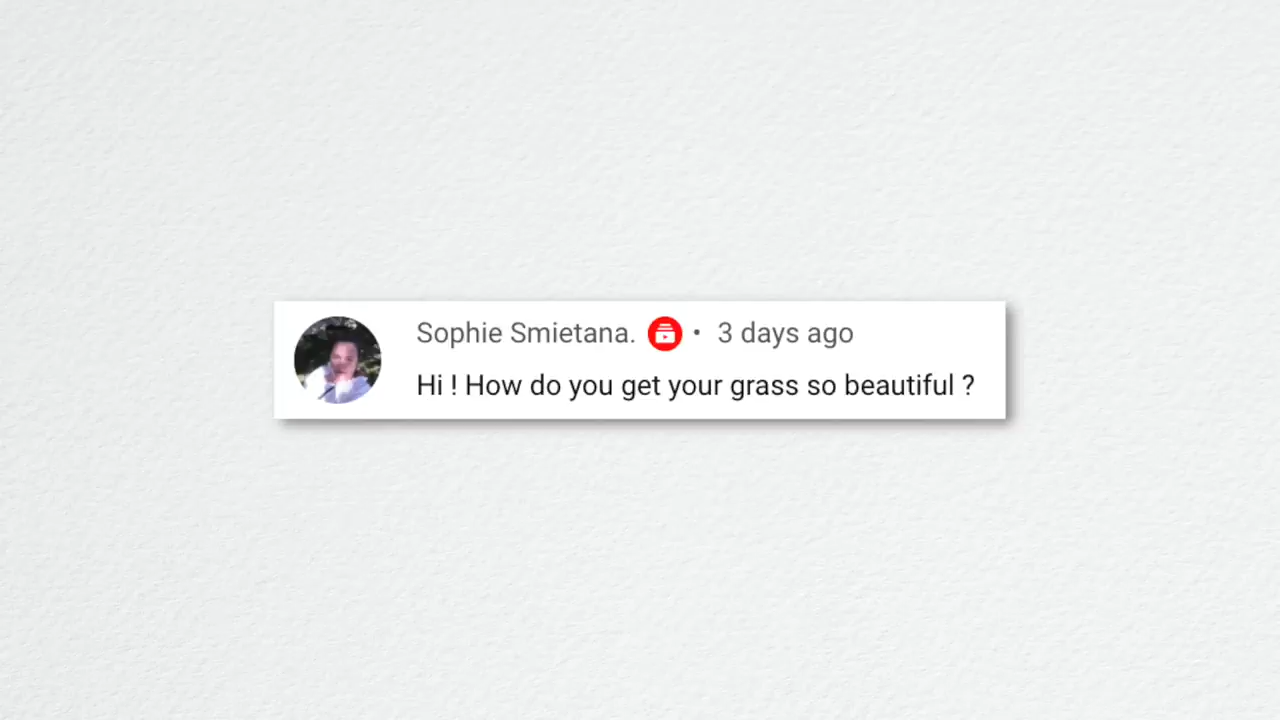 Sophie Smietana. • 3 days ago
Hi ! How do you get your grass so beautiful ?